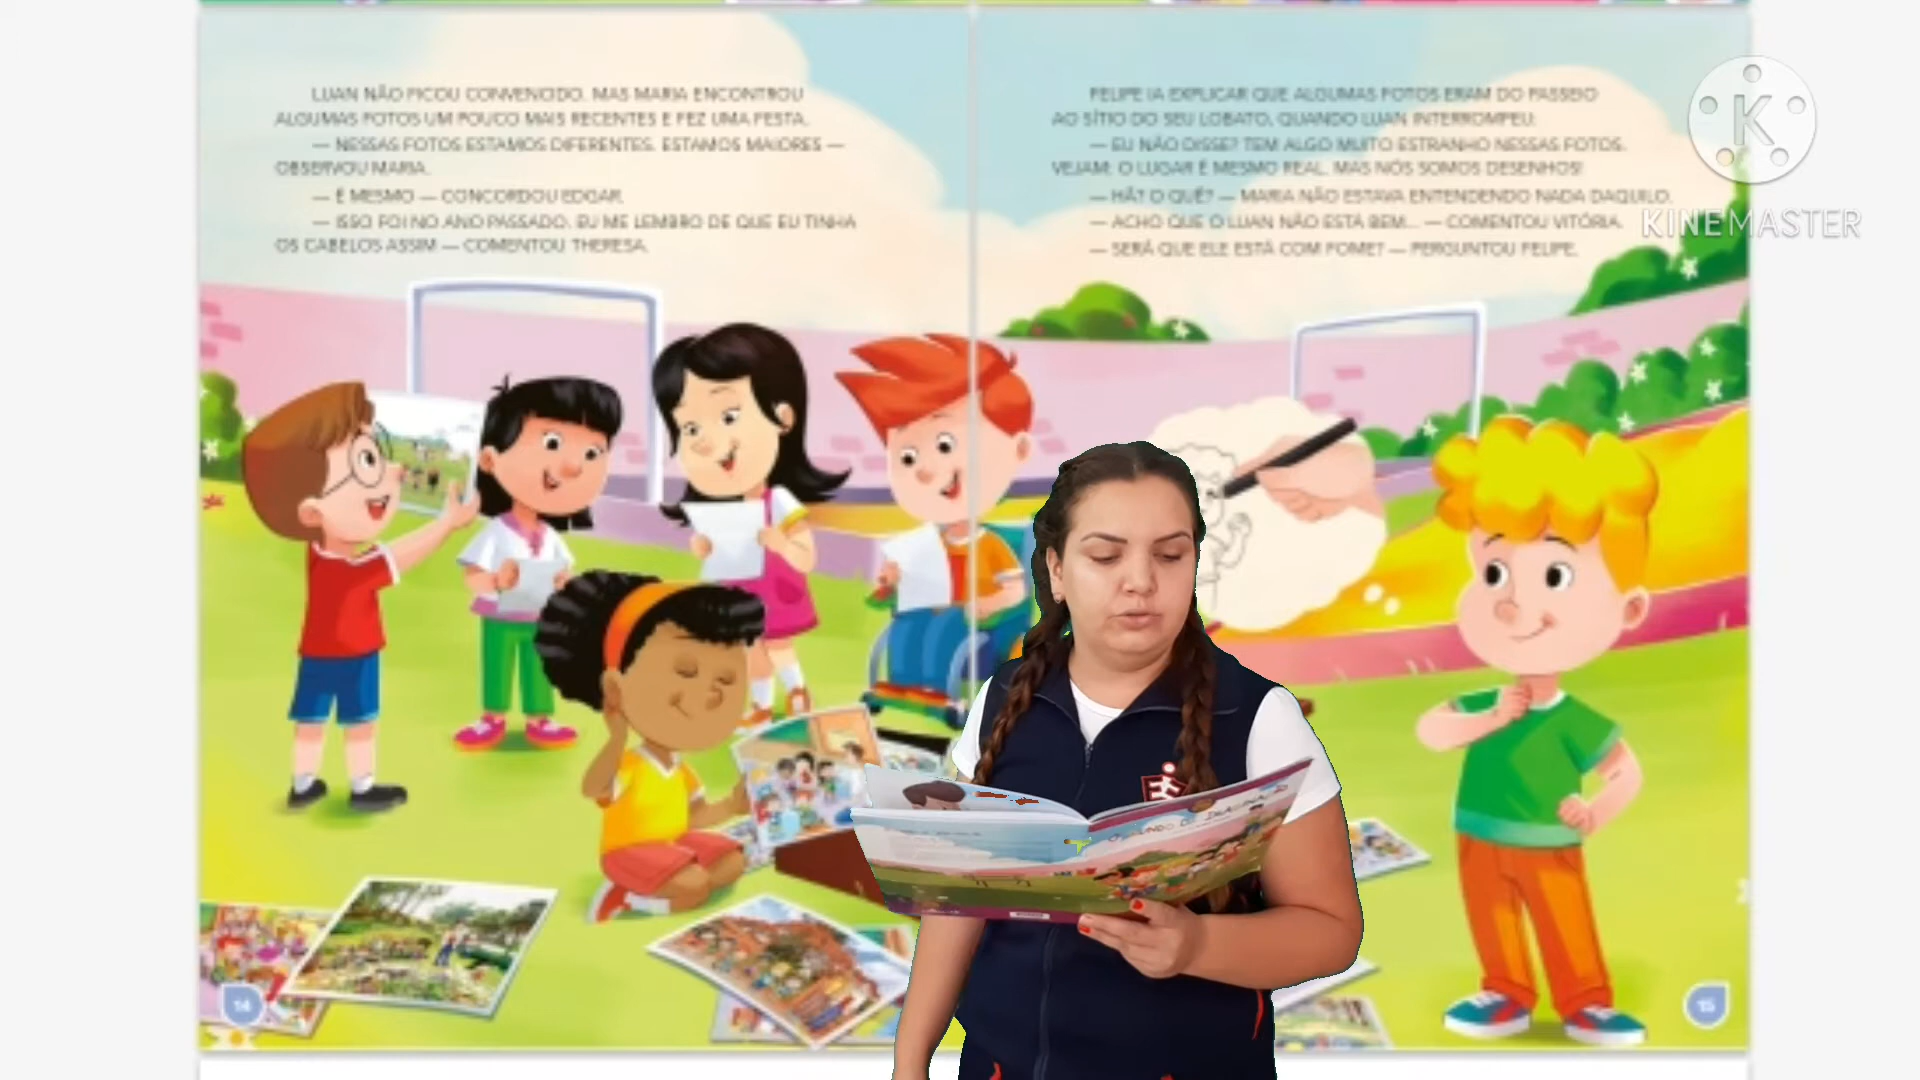 LUAN NÃO FICOU CONVENCIDO. MAS MARIA ENCONTROU
ALGUMAS FOTOS UM POUCO MAIS RECENTES E FEZ UMA FESTA.
— NESSAS FOTOS ESTAMOS DIFERENTES. ESTAMOS MAIORES —
OBSERVOU MARIA.
— É MESMO — CONCORDOU EDGAR.
— ISSO FOI NO ANO PASSADO. EU ME LEMBRO DE QUE EU TINHA
OS CABELOS ASSIM — COMENTOU THERESA.
14
FELIPE IA EXPLICAR QUE ALGUMAS FOTOS ERAM DO PASSEIO
AO SÍTIO DO SEU LOBATO, QUANDO LUAN INTERROMPEU:
— EU NÃO DISSE? TEM ALGO MUITO ESTRANHO NESSAS FOTOS.
VEJAM: O LUGAR É MESMO REAL. MAS NÓS SOMOS DESENHOS!
— HÃ? O QUÊ? — MARIA NÃO ESTAVA ENTENDENDO NADA DAQUILO.
— ACHO QUE O LUAN NÃO ESTÁ BEM... — COMENTOU VITÓRIA.
— SERÁ QUE ELE ESTÁ COM FOME? — PERGUNTOU FELIPE.
15
K
KINEMASTER